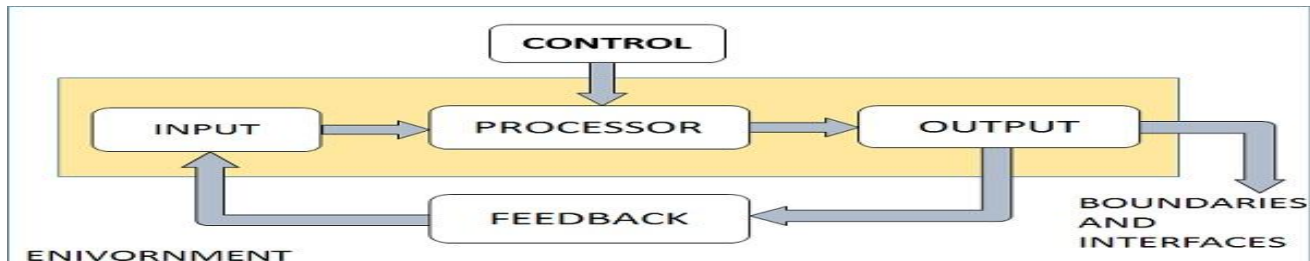 CONTROL
INPUT
PROCESSOR
OUTPUT
FEEDBACK
BOUNDARIES
AND
INTERFACES
ENIVORNMENT